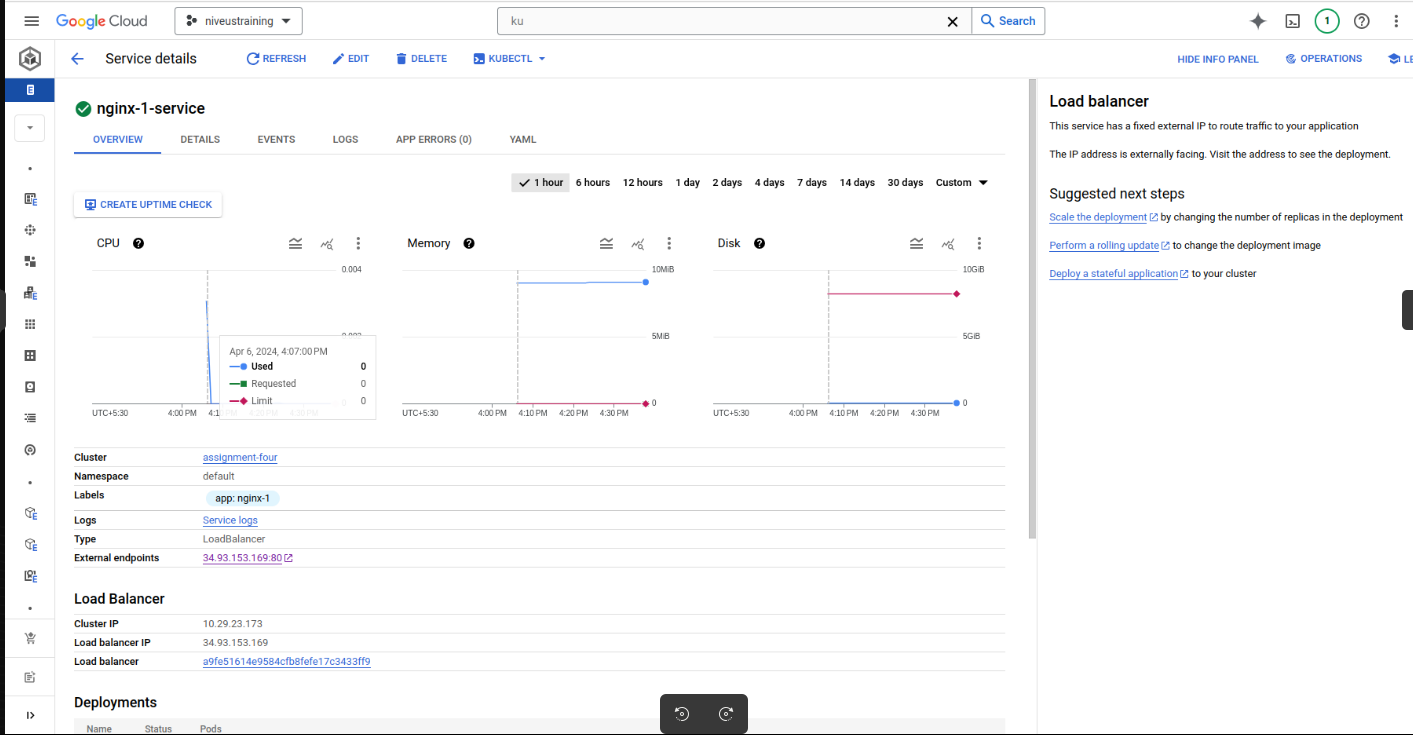 Google Cloud niveustraining ku Search 1
Service details REFRESH EDIT DELETE KUBECTL HIDE INFO PANEL OPERATIONS LE
nginx-1-service
OVERVIEW DETAILS EVENTS LOGS APP ERRORS (0) YAML
1 hour 6 hours 12 hours 1 day 2 days 4 days 7 days 14 days 30 days Custom
CREATE UPTIME CHECK
CPU
0.004
Apr 6, 2024, 4:07:00 PM
Used 0
Requested 0
Limit 0
UTC+5:30 4:00 PM
Memory
10MiB
5MiB
0
UTC+5:30 4:00 PM 4:10 PM 4:20 PM 4:30 PM
Disk
10GiB
5GiB
0
UTC+5:30 4:00 PM 4:10 PM 4:20 PM 4:30 PM
Cluster assignment-four
Namespace default
Labels app: nginx-1
Logs Service logs
Type LoadBalancer
External endpoints 34.93.153.169:80
Load Balancer
Cluster IP 10.29.23.173
Load balancer IP 34.93.153.169
Load balancer a9fe51614e9584cfb8fefe17c3433ff9
Deployments
Name Status Pods
Load balancer
This service has a fixed external IP to route traffic to your application
The IP address is externally facing. Visit the address to see the deployment.
Suggested next steps
Scale the deployment by changing the number of replicas in the deployment
Perform a rolling update to change the deployment image
Deploy a stateful application to your cluster